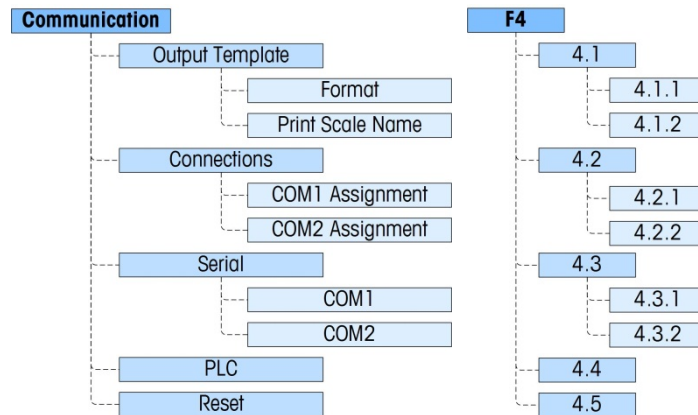 Communication
F4
Output Template
4.1
Format
4.1.1
Print Scale Name
4.1.2
Connections
4.2
COM1 Assignment
4.2.1
COM2 Assignment
4.2.2
Serial
4.3
COM1
4.3.1
COM2
4.3.2
PLC
4.4
Reset
4.5